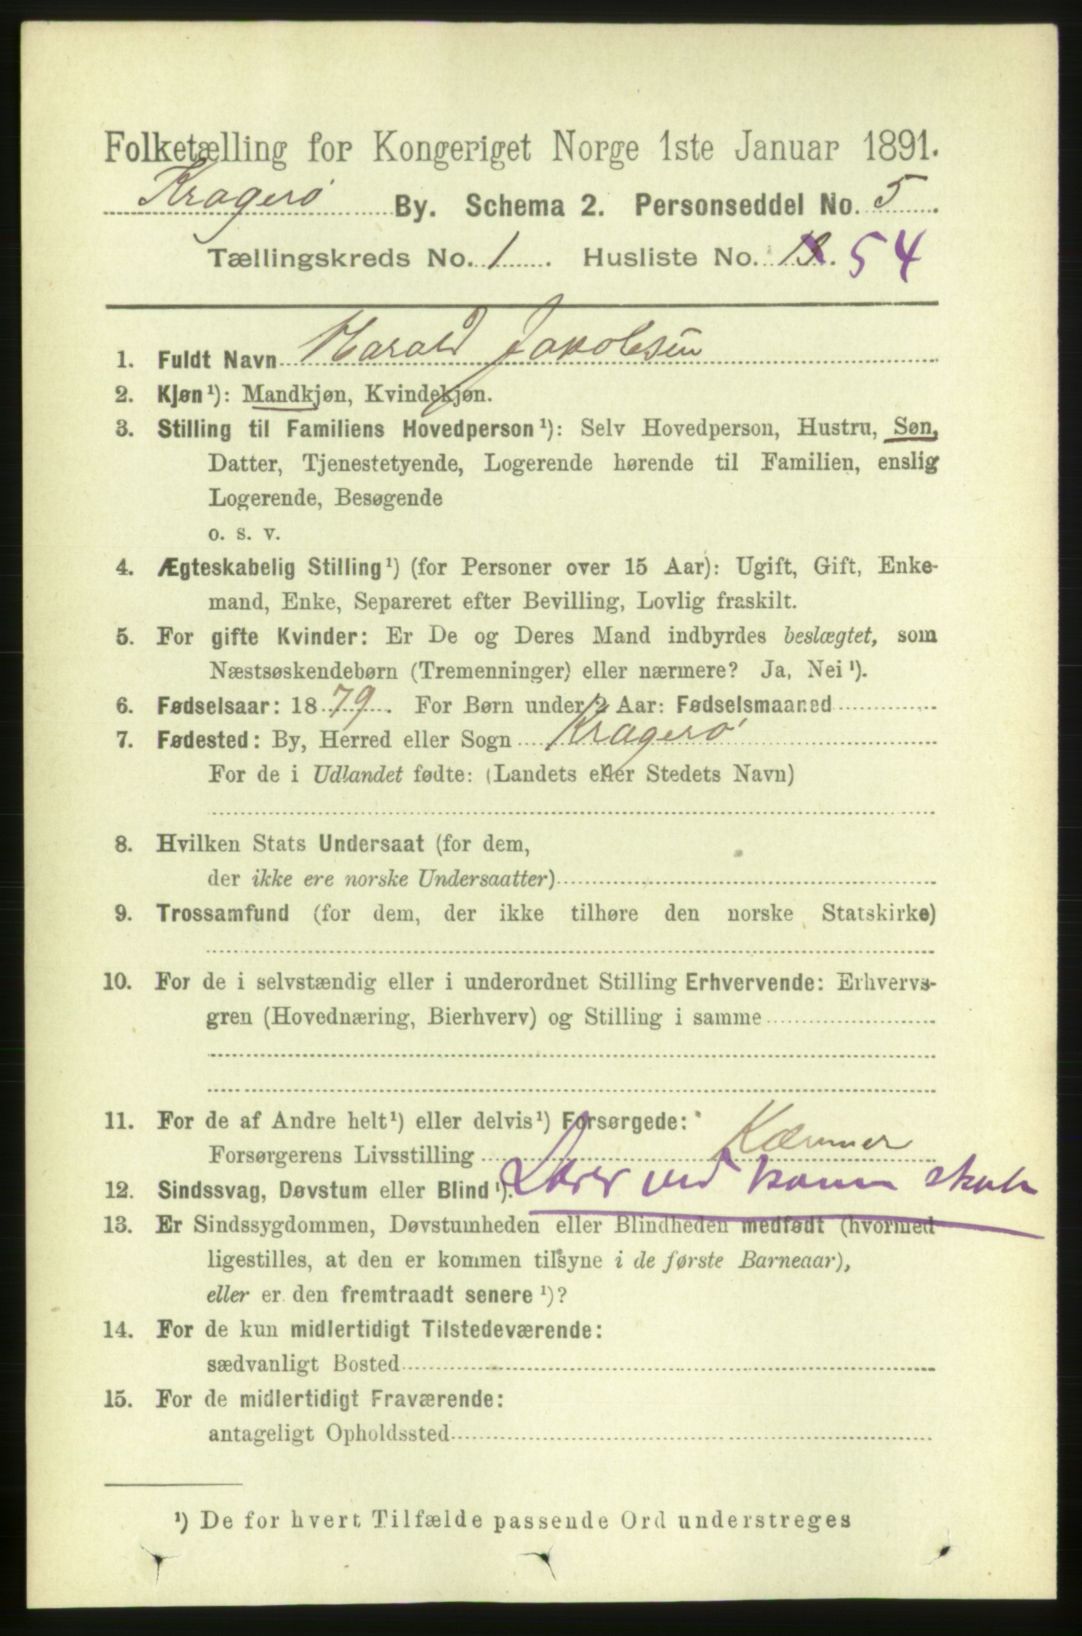 Folketælling for Kongeriget Norge 1ste Januar 1891.
Kragerø By. Schema 2. Personseddel No. 5.
Tællingskreds No. 1. Husliste No. 13. 54
1. Fuldt Navn Harald Jakobsen
2. Kjøn¹): Mandkjøn, Kvindekjøn.
3. Stilling til Familiens Hovedperson¹): Selv Hovedperson, Hustru, Søn,
Datter, Tjenestetyende, Logerende hørende til Familien, enslig
Logerende, Besøgende
o. s. v.
4. Ægteskabelig Stilling¹) (for Personer over 15 Aar): Ugift, Gift, Enke-
mand, Enke, Separeret efter Bevilling, Lovlig fraskilt.
5. For gifte Kvinder: Er De og Deres Mand indbyrdes beslægtet, som
Næstsøskendebørn (Tremenninger) eller nærmere? Ja, Nei¹).
6. Fødselsaar: 1879. For Børn under 2 Aar: Fødselsmaaned
7. Fødested: By, Herred eller Sogn Kragerø
For de i Udlandet fødte: (Landets eller Stedets Navn)
8. Hvilken Stats Undersaat (for dem,
der ikke ere norske Undersaatter)
9. Trossamfund (for dem, der ikke tilhøre den norske Statskirke)
10. For de i selvstændig eller i underordnet Stilling Erhvervende: Erhvervs-
gren (Hovednæring, Bierhverv) og Stilling i samme
11. For de af Andre helt¹) eller delvis¹) Forsørgede:
Forsørgerens Livsstilling Kæmner
12. Sindssvag, Døvstum eller Blind¹). Lærer ved komm skole
13. Er Sindssygdommen, Døvstumheden eller Blindheden medfødt (hvormed
ligestilles, at den er kommen tilsyne i de første Barneaar),
eller er den fremtraadt senere¹)?
14. For de kun midlertidigt Tilstedeværende:
sædvanligt Bosted
15. For de midlertidigt Fraværende:
antageligt Opholdssted
¹) De for hvert Tilfælde passende Ord understreges